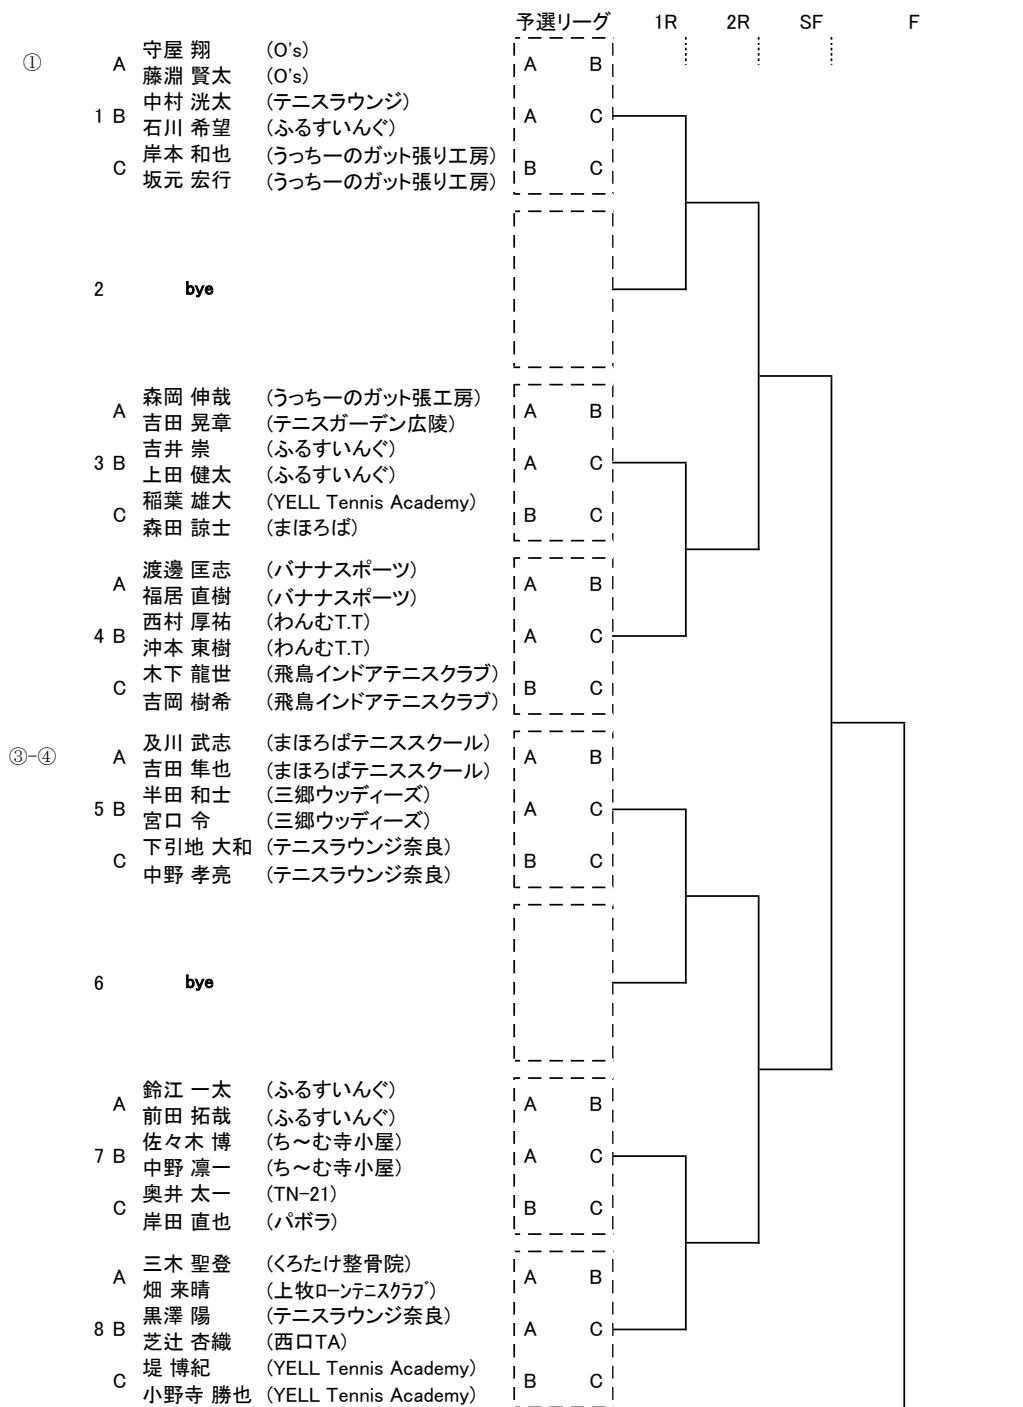 予選リーグ 1R 2R SF F
① A 守屋 翔 (O's) A B
藤淵 賢太 (O's)
1 B 中村 洸太 (テニスラウンジ) A C
石川 希望 (ふるすいんぐ)
C 岸本 和也 (うっちーのガット張り工房) B C
坂元 宏行 (うっちーのガット張り工房)
2 bye
A 森岡 伸哉 (うっちーのガット張工房) A B
吉田 晃章 (テニスガーデン広陵)
3 B 吉井 崇 (ふるすいんぐ) A C
上田 健太 (ふるすいんぐ)
C 稲葉 雄大 (YELL Tennis Academy) B C
森田 諒士 (まほろば)
A 渡邊 匡志 (バナナスポーツ) A B
福居 直樹 (バナナスポーツ)
4 B 西村 厚祐 (わんむT.T) A C
沖本 東樹 (わんむT.T)
C 木下 龍世 (飛鳥インドアテニスクラブ) B C
吉岡 樹希 (飛鳥インドアテニスクラブ)
③-④ A 及川 武志 (まほろばテニススクール) A B
吉田 隼也 (まほろばテニススクール)
5 B 半田 和士 (三郷ウッディーズ) A C
宮口 令 (三郷ウッディーズ)
C 下引地 大和 (テニスラウンジ奈良) B C
中野 孝亮 (テニスラウンジ奈良)
6 bye
A 鈴江 一太 (ふるすいんぐ) A B
前田 拓哉 (ふるすいんぐ)
7 B 佐々木 博 (ち～む寺小屋) A C
中野 凛一 (ち～む寺小屋)
C 奥井 太一 (TN-21) B C
岸田 直也 (パボラ)
A 三木 聖登 (くろたけ整骨院) A B
畑 来晴 (上牧ローンテニスクラブ)
8 B 黒澤 陽 (テニスラウンジ奈良) A C
芝辻 杏織 (西口TA)
C 堤 博紀 (YELL Tennis Academy) B C
小野寺 勝也 (YELL Tennis Academy)